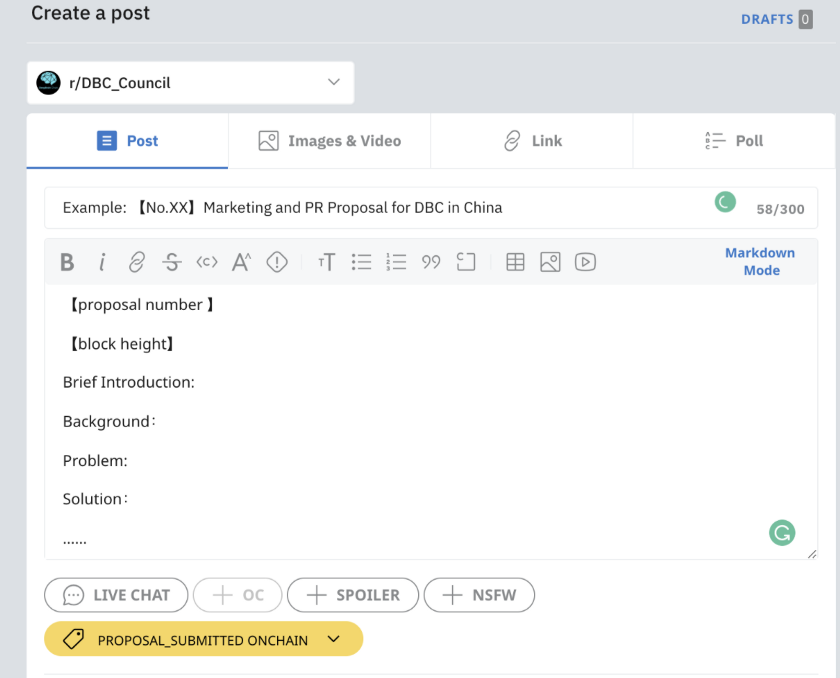 Create a post
DRAFTS 0
r/DBC_Council
Post
Images & Video
Link
Poll
Example: 【No.XX】Marketing and PR Proposal for DBC in China
58/300
Markdown
Mode
【proposal number 】
【block height】
Brief Introduction:
Background：
Problem:
Solution：
......
LIVE CHAT
OC
SPOILER
NSFW
PROPOSAL_SUBMITTED ONCHAIN